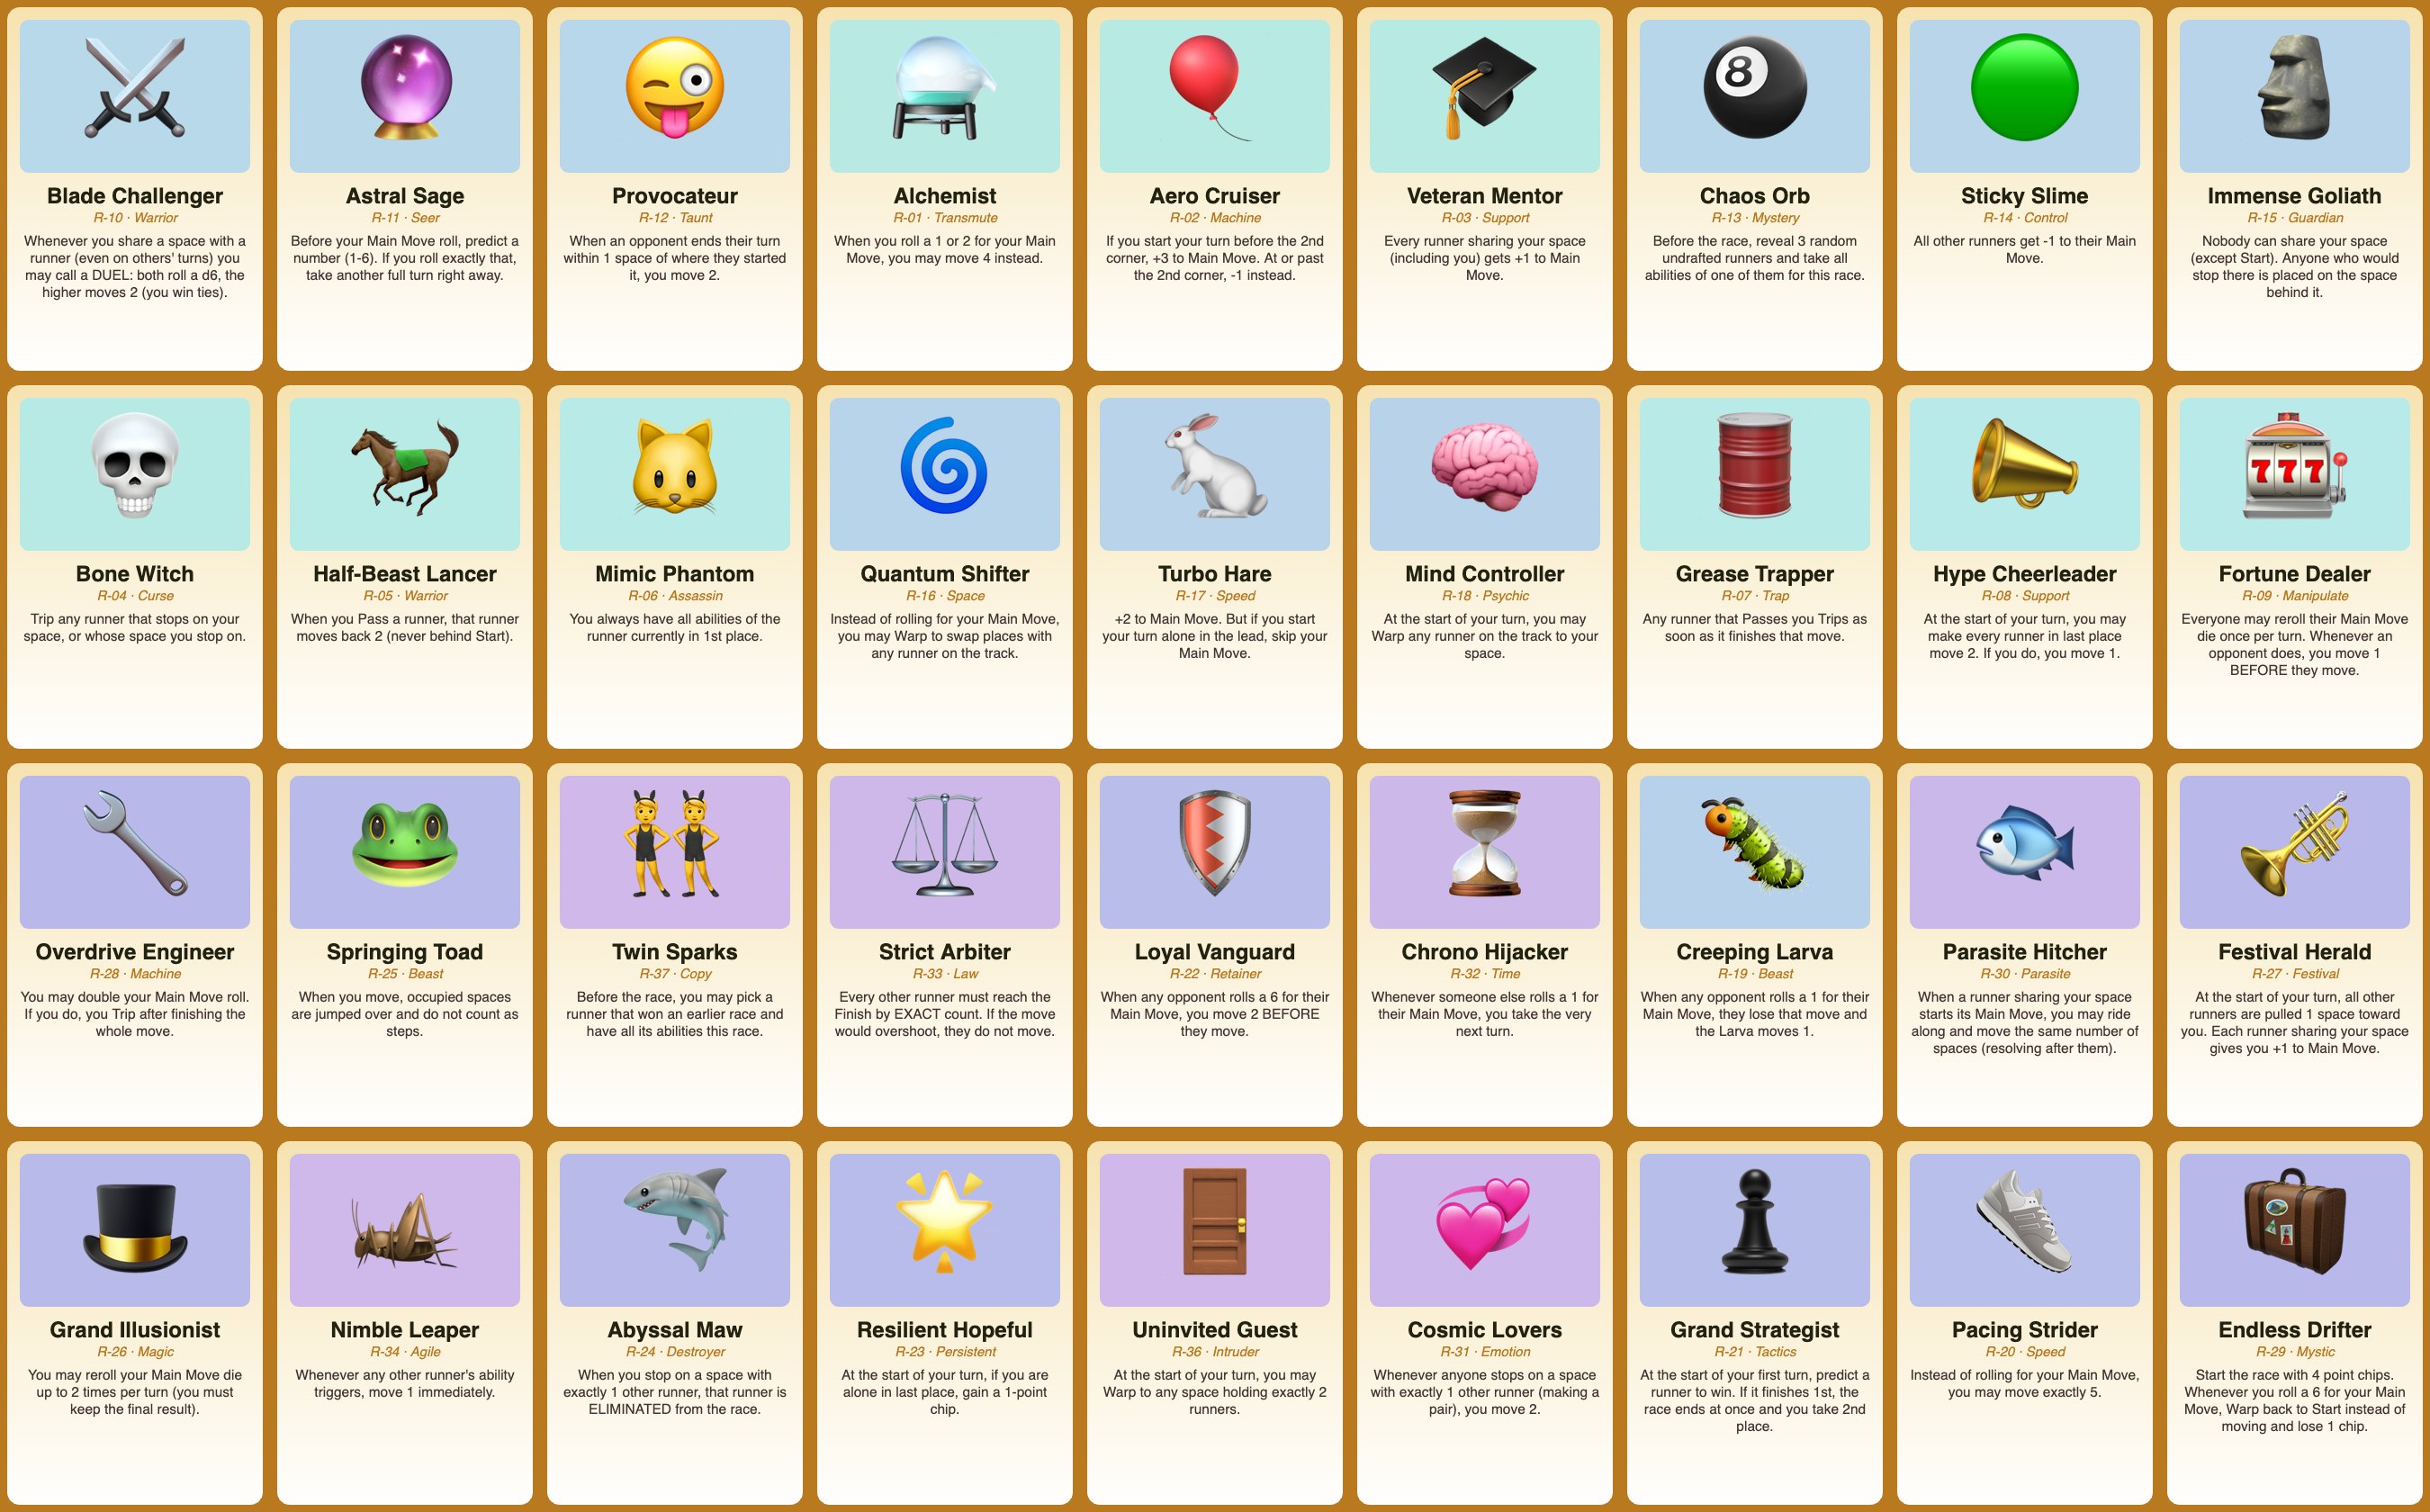 Blade Challenger
R-10 · Warrior
Whenever you share a space with a
runner (even on others' turns) you
may call a DUEL: both roll a d6, the
higher moves 2 (you win ties).
Astral Sage
R-11 · Seer
Before your Main Move roll, predict a
number (1-6). If you roll exactly that,
take another full turn right away.
Provocateur
R-12 · Taunt
When an opponent ends their turn
within 1 space of where they started
it, you move 2.
Alchemist
R-01 · Transmute
When you roll a 1 or 2 for your Main
Move, you may move 4 instead.
Aero Cruiser
R-02 · Machine
If you start your turn before the 2nd
corner, +3 to Main Move. At or past
the 2nd corner, -1 instead.
Veteran Mentor
R-03 · Support
Every runner sharing your space
(including you) gets +1 to Main
Move.
8
Chaos Orb
R-13 · Mystery
Before the race, reveal 3 random
undrafted runners and take all
abilities of one of them for this race.
Sticky Slime
R-14 · Control
All other runners get -1 to their Main
Move.
Immense Goliath
R-15 · Guardian
Nobody can share your space
(except Start). Anyone who would
stop there is placed on the space
behind it.
Bone Witch
R-04 · Curse
Trip any runner that stops on your
space, or whose space you stop on.
Half-Beast Lancer
R-05 · Warrior
When you Pass a runner, that runner
moves back 2 (never behind Start).
Mimic Phantom
R-06 · Assassin
You always have all abilities of the
runner currently in 1st place.
Quantum Shifter
R-16 · Space
Instead of rolling for your Main Move,
you may Warp to swap places with
any runner on the track.
Turbo Hare
R-17 · Speed
+2 to Main Move. But if you start
your turn alone in the lead, skip your
Main Move.
Mind Controller
R-18 · Psychic
At the start of your turn, you may
Warp any runner on the track to your
space.
Grease Trapper
R-07 · Trap
Any runner that Passes you Trips as
soon as it finishes that move.
Hype Cheerleader
R-08 · Support
At the start of your turn, you may
make every runner in last place
move 2. If you do, you move 1.
777
Fortune Dealer
R-09 · Manipulate
Everyone may reroll their Main Move
die once per turn. Whenever an
opponent does, you move 1
BEFORE they move.
Overdrive Engineer
R-28 · Machine
You may double your Main Move roll.
If you do, you Trip after finishing the
whole move.
Springing Toad
R-25 · Beast
When you move, occupied spaces
are jumped over and do not count as
steps.
Twin Sparks
R-37 · Copy
Before the race, you may pick a
runner that won an earlier race and
have all its abilities this race.
Strict Arbiter
R-33 · Law
Every other runner must reach the
Finish by EXACT count. If the move
would overshoot, they do not move.
Loyal Vanguard
R-22 · Retainer
When any opponent rolls a 6 for their
Main Move, you move 2 BEFORE
they move.
Chrono Hijacker
R-32 · Time
Whenever someone else rolls a 1 for
their Main Move, you take the very
next turn.
Creeping Larva
R-19 · Beast
When any opponent rolls a 1 for their
Main Move, they lose that move and
the Larva moves 1.
Parasite Hitcher
R-30 · Parasite
When a runner sharing your space
starts its Main Move, you may ride
along and move the same number of
spaces (resolving after them).
Festival Herald
R-27 · Festival
At the start of your turn, all other
runners are pulled 1 space toward
you. Each runner sharing your space
gives you +1 to Main Move.
Grand Illusionist
R-26 · Magic
You may reroll your Main Move die
up to 2 times per turn (you must
keep the final result).
Nimble Leaper
R-34 · Agile
Whenever any other runner's ability
triggers, move 1 immediately.
Abyssal Maw
R-24 · Destroyer
When you stop on a space with
exactly 1 other runner, that runner is
ELIMINATED from the race.
Resilient Hopeful
R-23 · Persistent
At the start of your turn, if you are
alone in last place, gain a 1-point
chip.
Uninvited Guest
R-36 · Intruder
At the start of your turn, you may
Warp to any space holding exactly 2
runners.
Cosmic Lovers
R-31 · Emotion
Whenever anyone stops on a space
with exactly 1 other runner (making a
pair), you move 2.
Grand Strategist
R-21 · Tactics
At the start of your first turn, predict a
runner to win. If it finishes 1st, the
race ends at once and you take 2nd
place.
Pacing Strider
R-20 · Speed
Instead of rolling for your Main Move,
you may move exactly 5.
Endless Drifter
R-29 · Mystic
Start the race with 4 point chips.
Whenever you roll a 6 for your Main
Move, Warp back to Start instead of
moving and lose 1 chip.